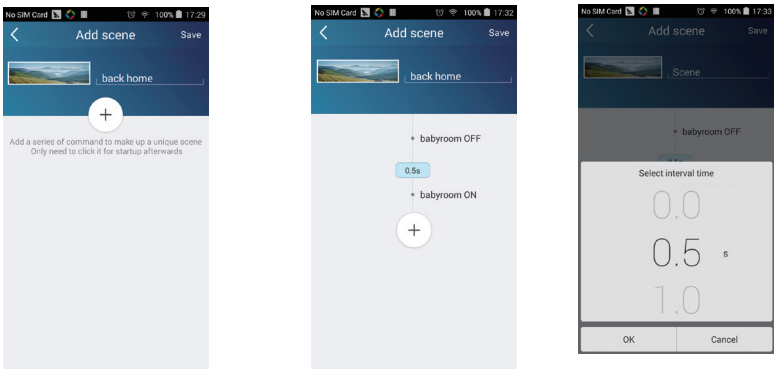 No SIM Card 100% 17:29
Add scene Save
back home
+
Add a series of command to make up a unique scene
Only need to click it for startup afterwards
No SIM Card 100% 17:32
Add scene Save
back home
babyroom OFF
0.5s
babyroom ON
+
No SIM Card 100% 17:33
Add scene Save
Scene
babyroom OFF
Select interval time
0.0
0.5 s
1.0
OK Cancel